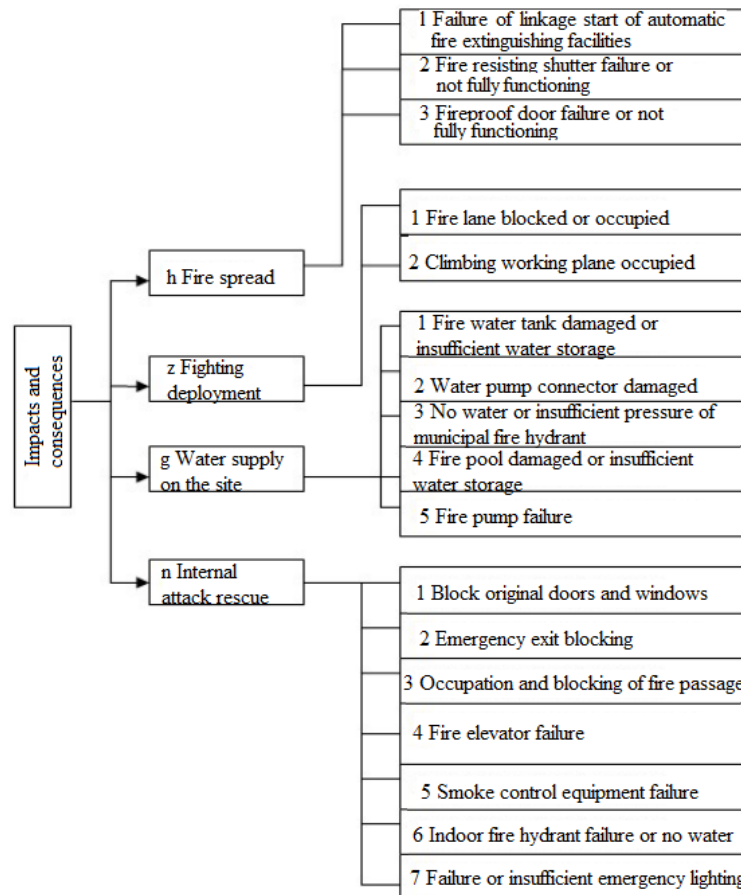 1 Failure of linkage start of automatic
fire extinguishing facilities
2 Fire resisting shutter failure or
not fully functioning
3 Fireproof door failure or not
fully functioning
1 Fire lane blocked or occupied
2 Climbing working plane occupied
h Fire spread
1 Fire water tank damaged or
insufficient water storage
Impacts and
consequences
z Fighting
deployment
2 Water pump connector damaged
3 No water or insufficient pressure of
municipal fire hydrant
g Water supply
on the site
4 Fire pool damaged or insufficient
water storage
5 Fire pump failure
n Internal
attack rescue
1 Block original doors and windows
2 Emergency exit blocking
3 Occupation and blocking of fire passage
4 Fire elevator failure
5 Smoke control equipment failure
6 Indoor fire hydrant failure or no water
7 Failure or insufficient emergency lighting